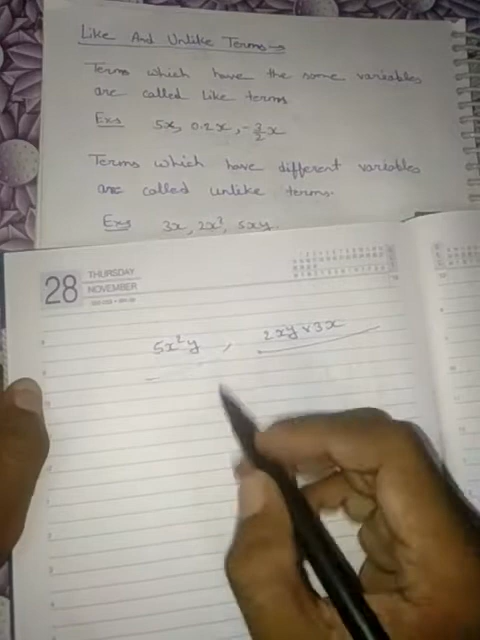 Like And Unlike Terms→
Terms which have the same variables
are called like terms
Exs 5x, 0.2x, -3/2x
Terms which have different variables
are called unlike terms.
Exs 3x, 2x², 5xy..
28 THURSDAY
NOVEMBER
5x²y , 2xy×3x